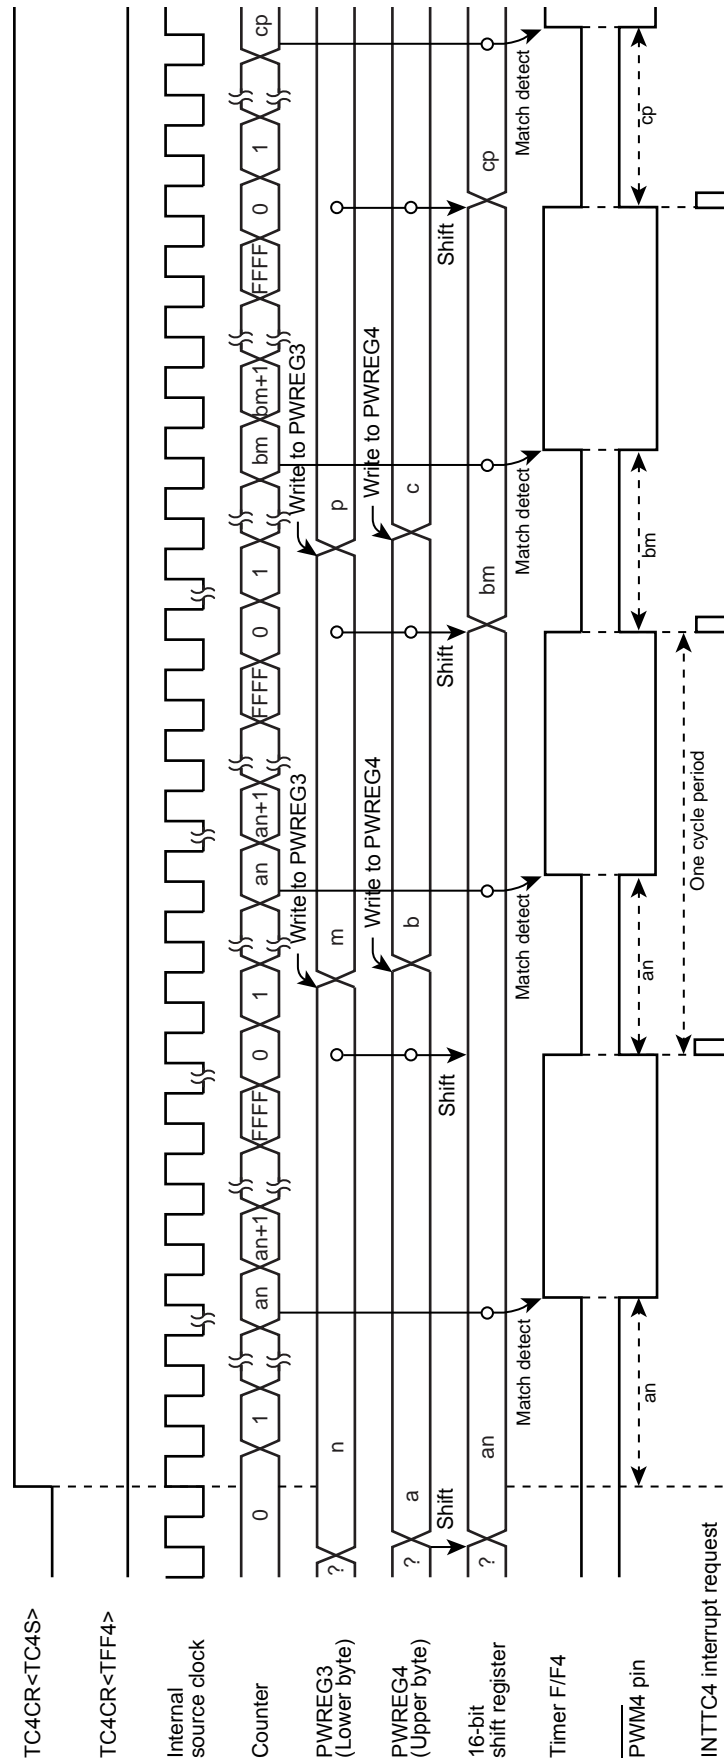 TC4CR<TC4S>
TC4CR<TFF4>
Internal
source clock
Counter
0
1
an
an+1
FFFF
0
1
an
an+1
FFFF
0
1
bm
bm+1
FFFF
0
1
cp
Write to PWREG3
Write to PWREG3
PWREG3
(Lower byte)
?
n
m
p
Write to PWREG4
Write to PWREG4
PWREG4
(Upper byte)
?
a
b
c
Shift
Shift
Shift
Shift
16-bit
shift register
?
an
bm
cp
Match detect
Match detect
Match detect
Match detect
Timer F/F4
PWM4 pin
an
an
bm
cp
One cycle period
INTTC4 interrupt request